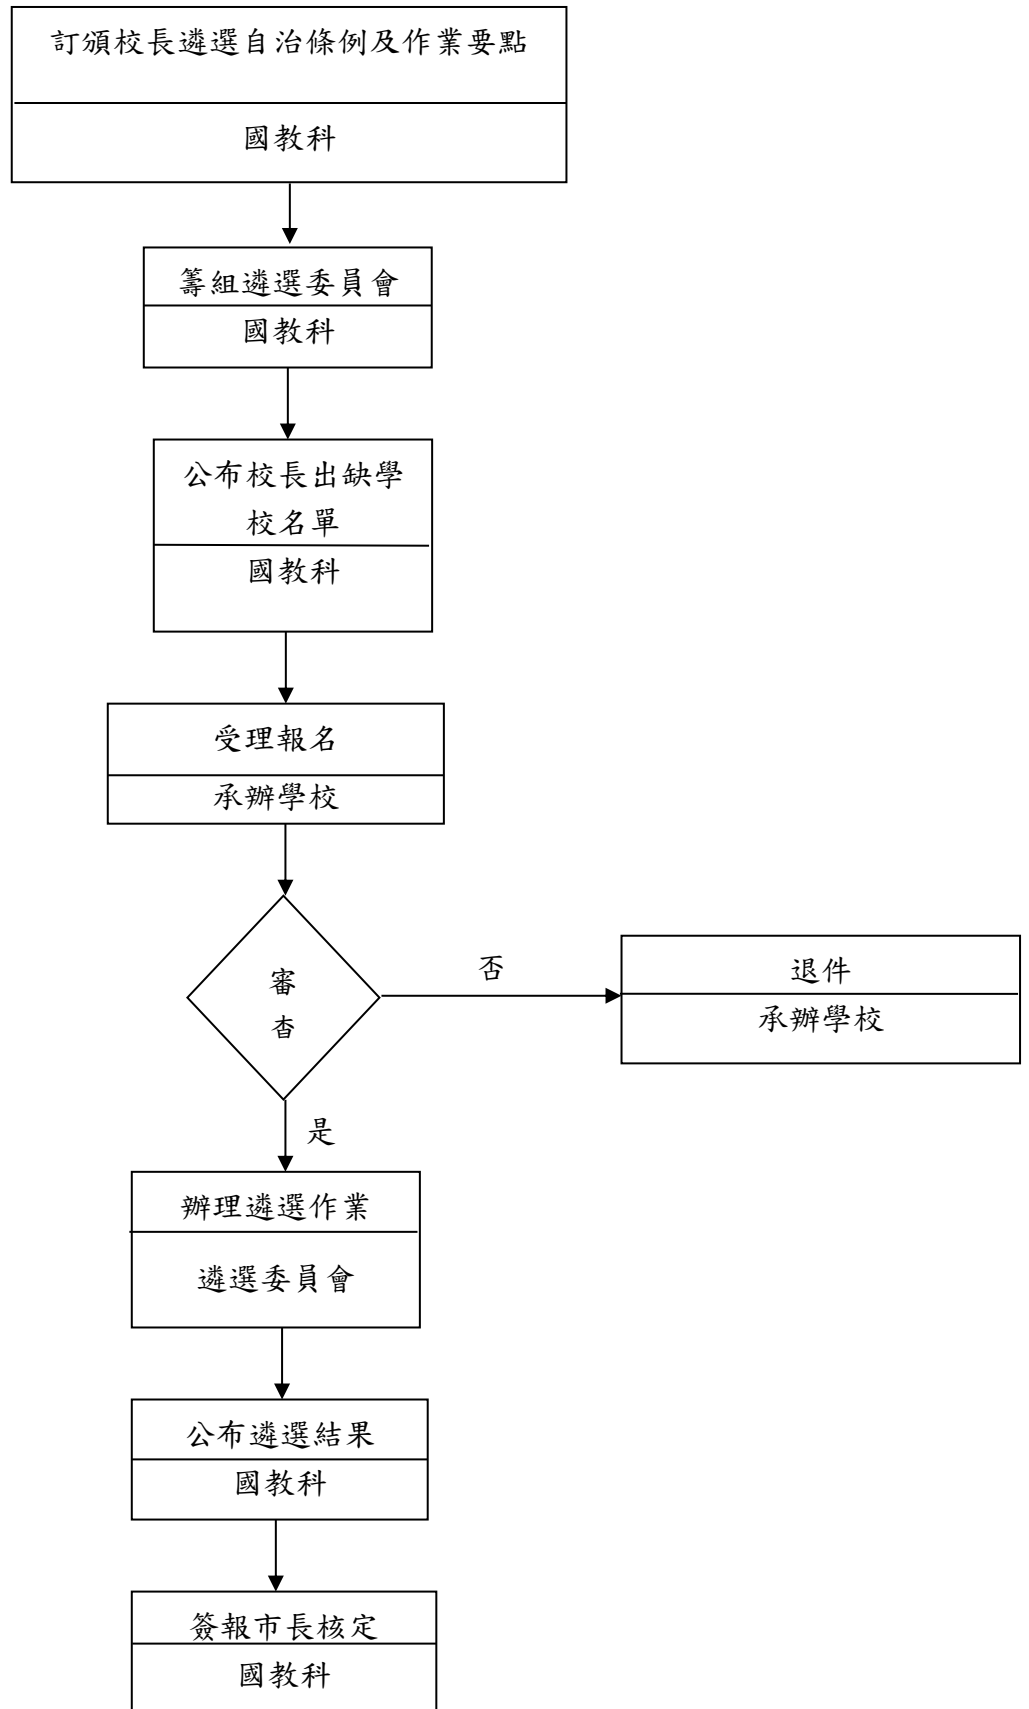 訂頒校長遴選自治條例及作業要點
國教科
籌組遴選委員會
國教科
公布校長出缺學
校名單
國教科
受理報名
承辦學校
審
查
否
退件
承辦學校
是
辦理遴選作業
遴選委員會
公布遴選結果
國教科
簽報市長核定
國教科